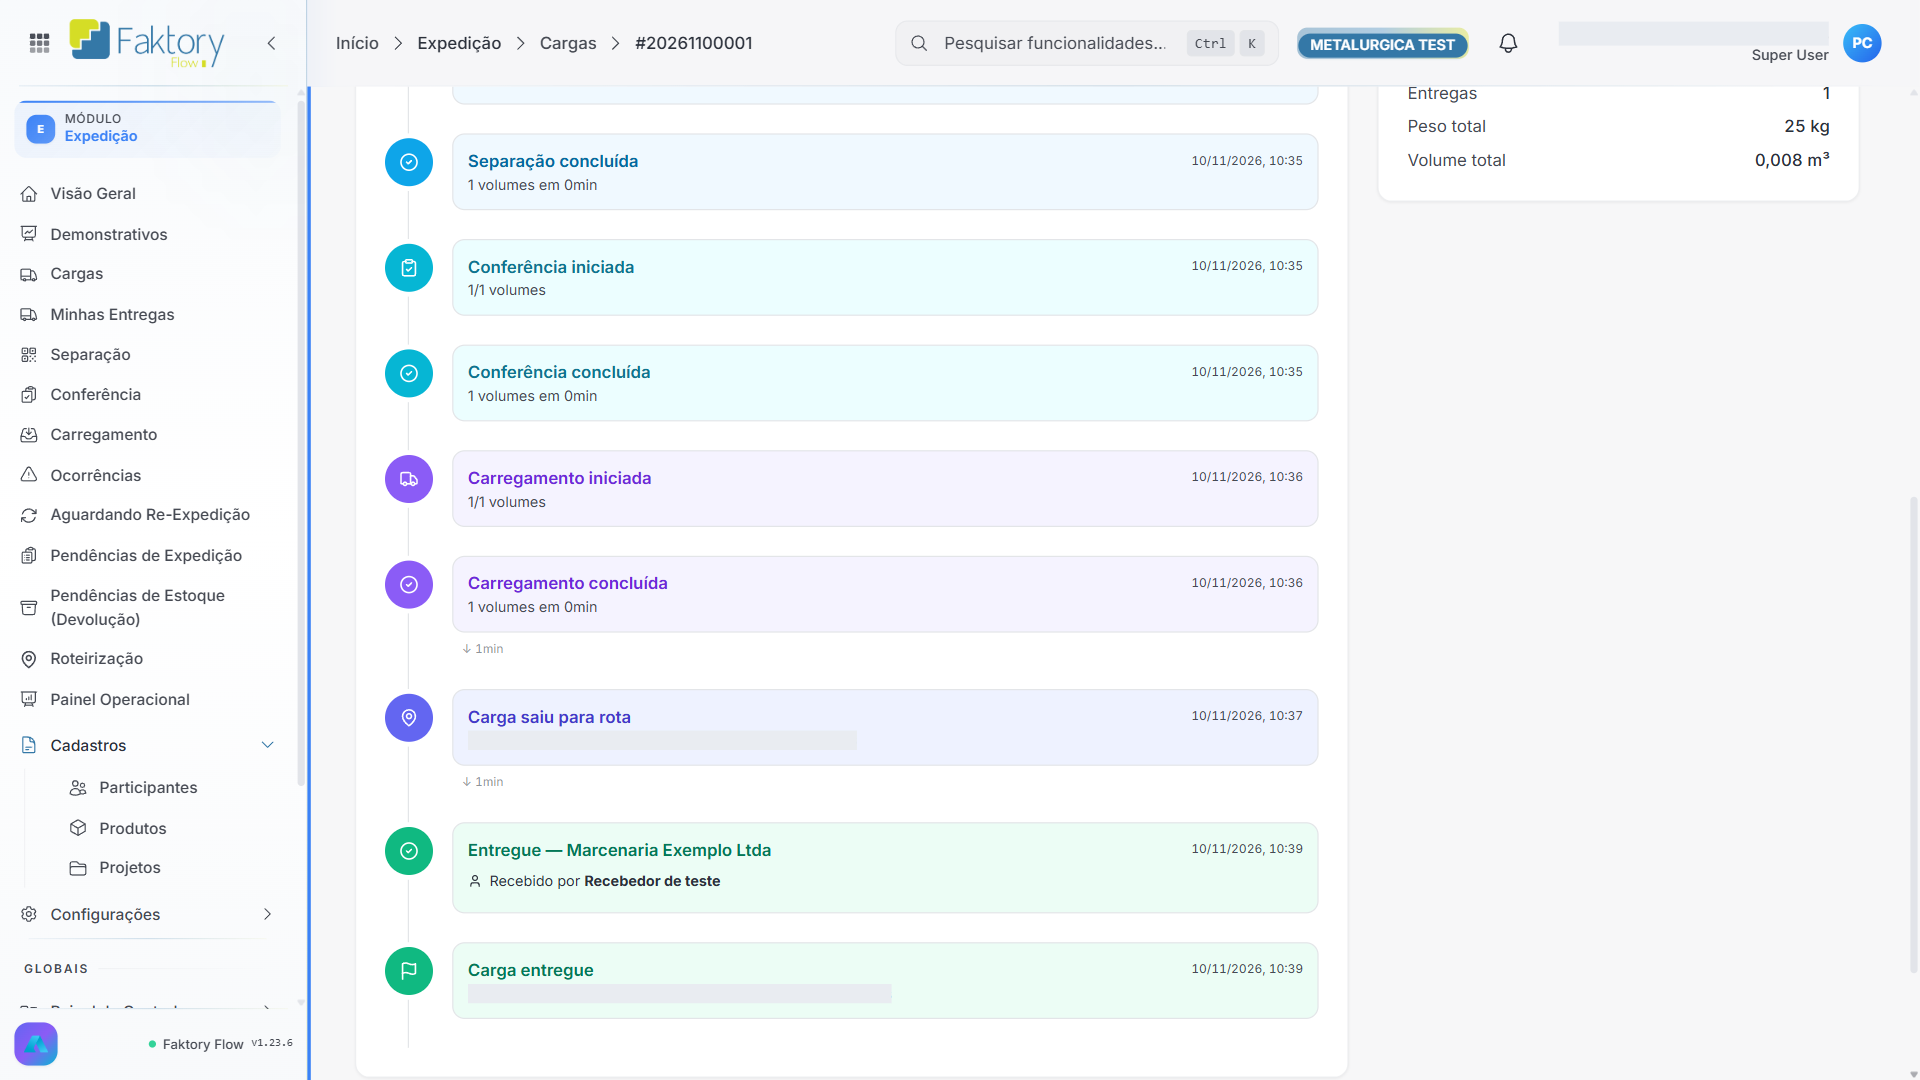 Faktory
Flow
Início
Expedição
Cargas
#20261100001
Pesquisar funcionalidades...
Ctrl
K
METALURGICA TEST
Super User
PC
E
MÓDULO
Expedição
Visão Geral
Demonstrativos
Cargas
Minhas Entregas
Separação
Conferência
Carregamento
Ocorrências
Aguardando Re-Expedição
Pendências de Expedição
Pendências de Estoque
(Devolução)
Roteirização
Painel Operacional
Cadastros
Participantes
Produtos
Projetos
Configurações
GLOBAIS
Faktory Flow v1.23.6
Separação concluída
10/11/2026, 10:35
1 volumes em 0min
Conferência iniciada
10/11/2026, 10:35
1/1 volumes
Conferência concluída
10/11/2026, 10:35
1 volumes em 0min
Carregamento iniciada
10/11/2026, 10:36
1/1 volumes
Carregamento concluída
10/11/2026, 10:36
1 volumes em 0min
↓ 1min
Carga saiu para rota
10/11/2026, 10:37
↓ 1min
Entregue — Marcenaria Exemplo Ltda
10/11/2026, 10:39
Recebido por Recebedor de teste
Carga entregue
10/11/2026, 10:39
Entregas 1
Peso total 25 kg
Volume total 0,008 m³